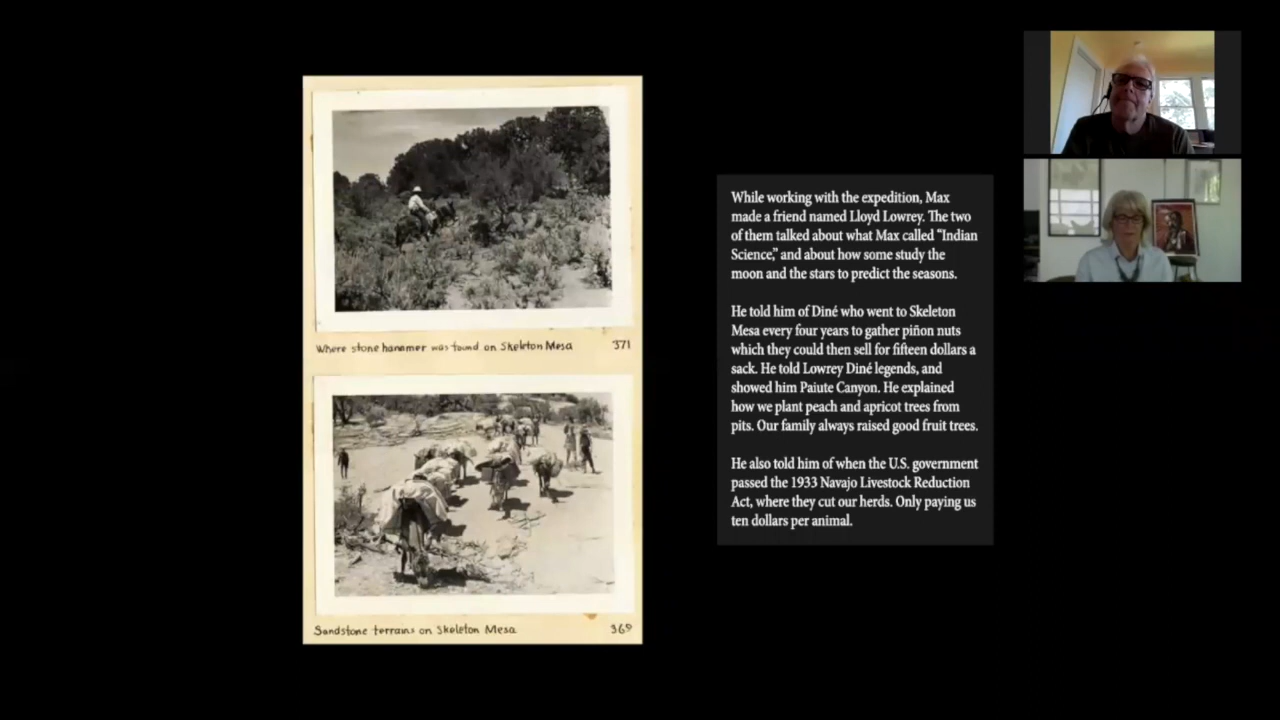 Where stone hammer was found on Skeleton Mesa 371
Sandstone terrains on Skeleton Mesa 369
While working with the expedition, Max
made a friend named Lloyd Lowrey. The two
of them talked about what Max called “Indian
Science,” and about how some study the
moon and the stars to predict the seasons.
He told him of Diné who went to Skeleton
Mesa every four years to gather piñon nuts
which they could then sell for fifteen dollars a
sack. He told Lowrey Diné legends, and
showed him Paiute Canyon. He explained
how we plant peach and apricot trees from
pits. Our family always raised good fruit trees.
He also told him of when the U.S. government
passed the 1933 Navajo Livestock Reduction
Act, where they cut our herds. Only paying us
ten dollars per animal.